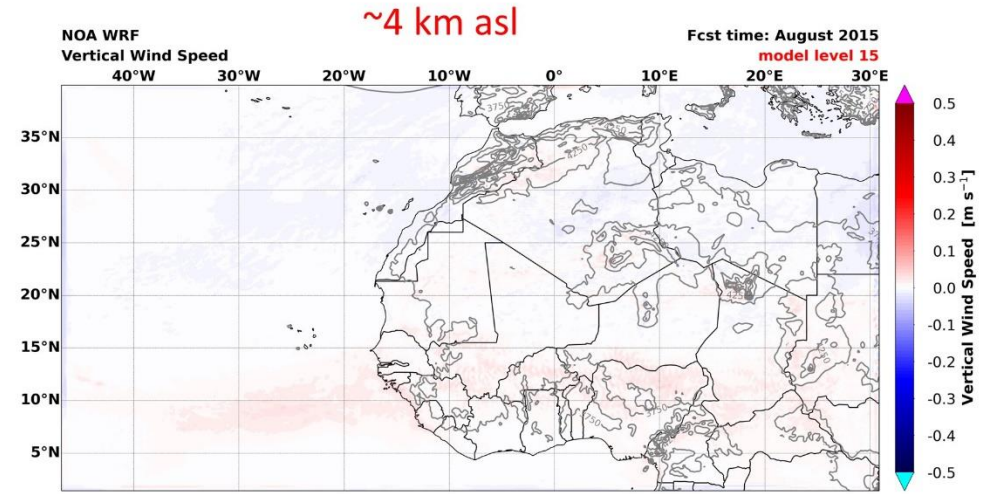 ~4 km asl
NOA WRF
Fcst time: August 2015
Vertical Wind Speed
model level 15
40°W 30°W 20°W 10°W 0° 10°E 20°E 30°E
35°N
30°N
25°N
20°N
15°N
10°N
5°N
0.5
0.4
0.3
0.2
0.1
0.0
-0.1
-0.2
-0.3
-0.4
-0.5
Vertical Wind Speed [m s⁻¹]